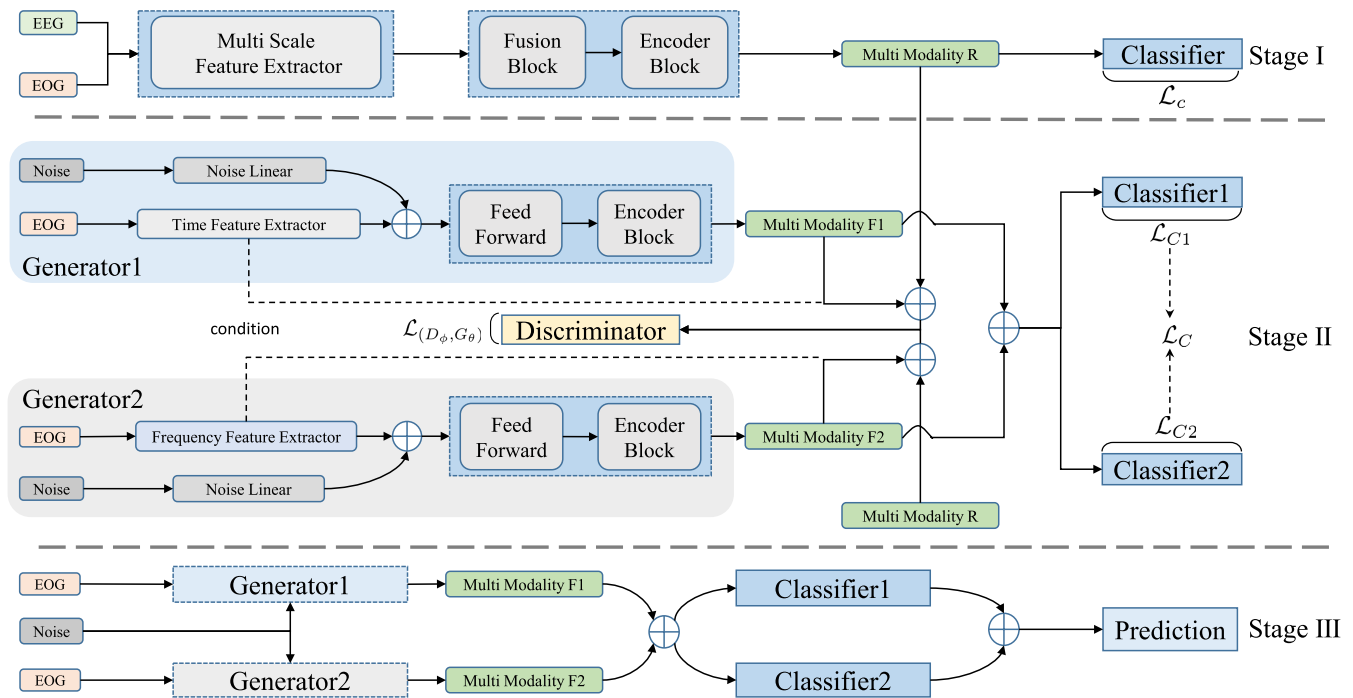 EEG
EOG
Multi Scale
Feature Extractor
Fusion
Block
Encoder
Block
Multi Modality R
Classifier
ℒc
Stage I
Noise
Noise Linear
EOG
Time Feature Extractor
Generator1
Feed
Forward
Encoder
Block
Multi Modality F1
Classifier1
ℒC1
condition
ℒ(Dϕ,Gθ)
Discriminator
ℒC
Stage II
Generator2
EOG
Frequency Feature Extractor
Noise
Noise Linear
Feed
Forward
Encoder
Block
Multi Modality F2
Multi Modality R
ℒC2
Classifier2
EOG
Noise
EOG
Generator1
Generator2
Multi Modality F1
Multi Modality F2
Classifier1
Classifier2
Prediction
Stage III